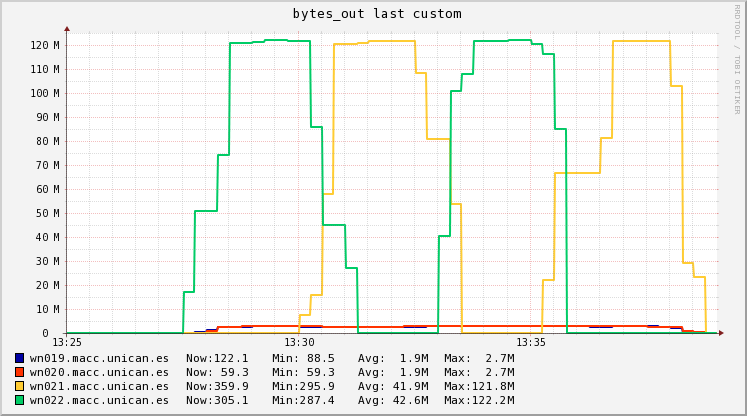 bytes_out last custom
RRDTOOL / TOBI OETIKER
120 M
110 M
100 M
90 M
80 M
70 M
60 M
50 M
40 M
30 M
20 M
10 M
0
13:25 13:30 13:35
wn019.macc.unican.es Now:122.1 Min: 88.5 Avg: 1.9M Max: 2.7M
wn020.macc.unican.es Now: 59.3 Min: 59.3 Avg: 1.9M Max: 2.7M
wn021.macc.unican.es Now:359.9 Min:295.9 Avg: 41.9M Max:121.8M
wn022.macc.unican.es Now:305.1 Min:287.4 Avg: 42.6M Max:122.2M